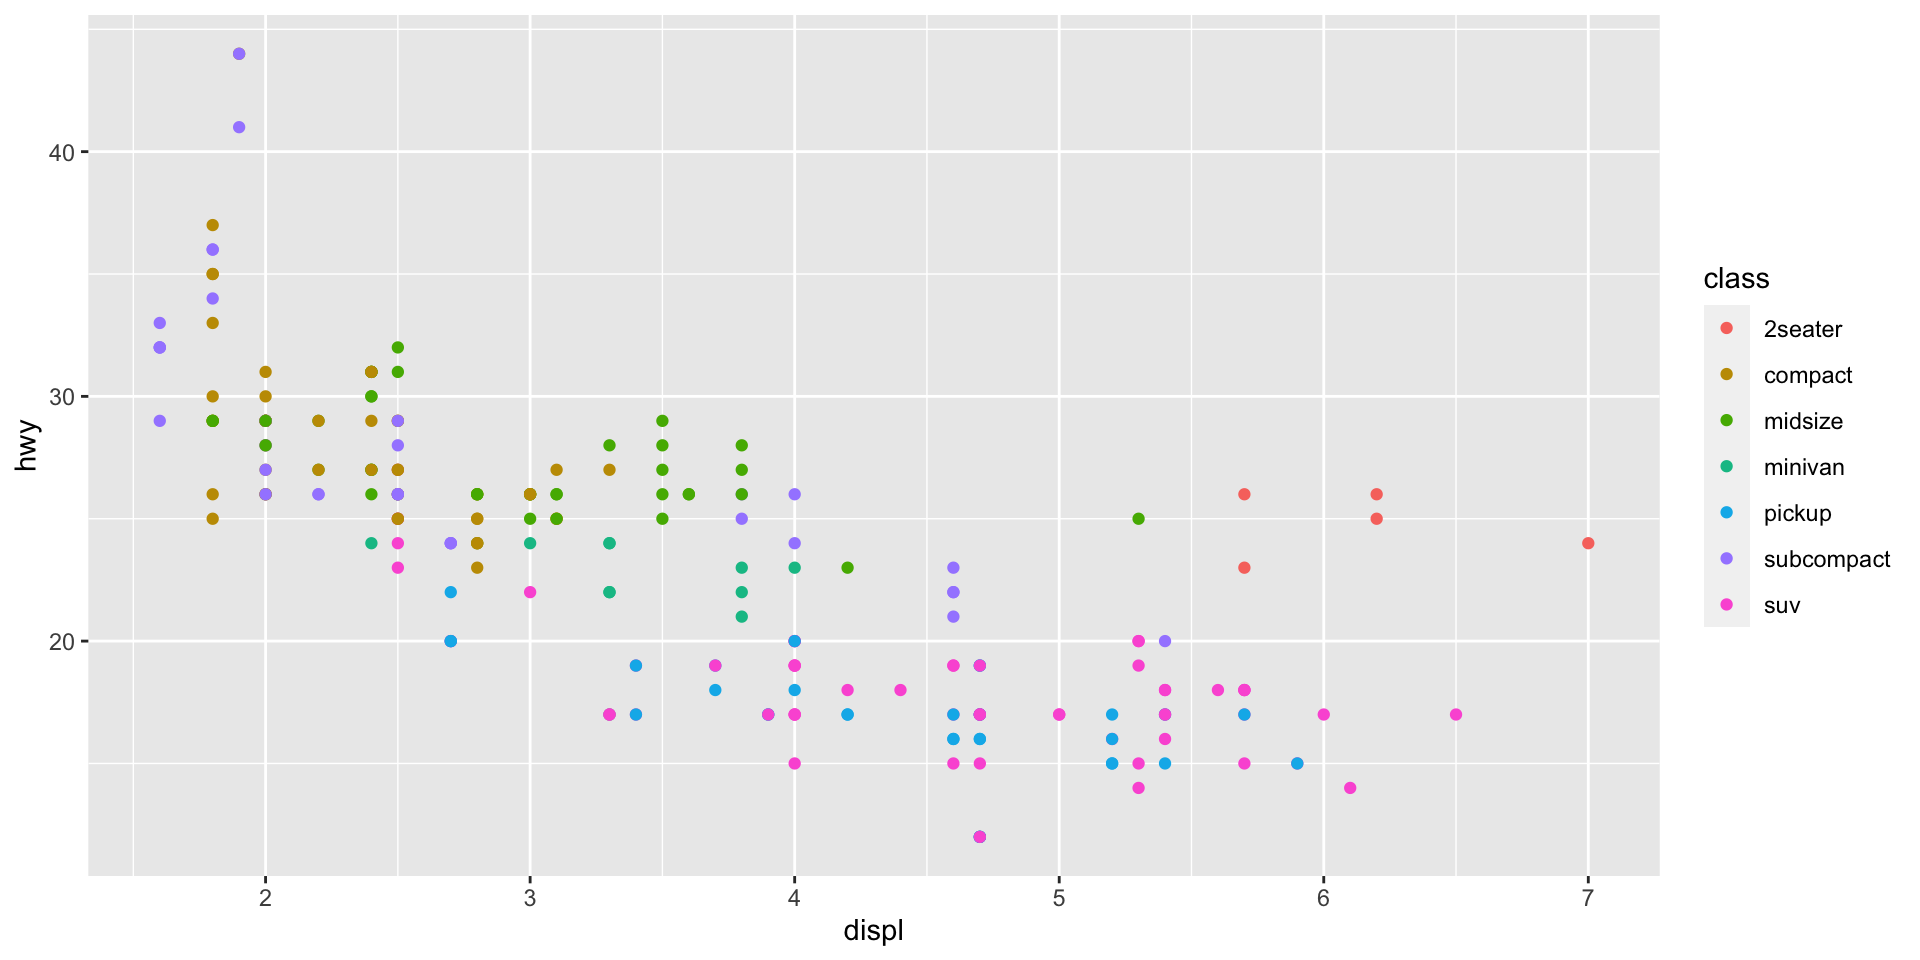 40
30
20
hwy
2 3 4 5 6 7
displ
class
2seater
compact
midsize
minivan
pickup
subcompact
suv